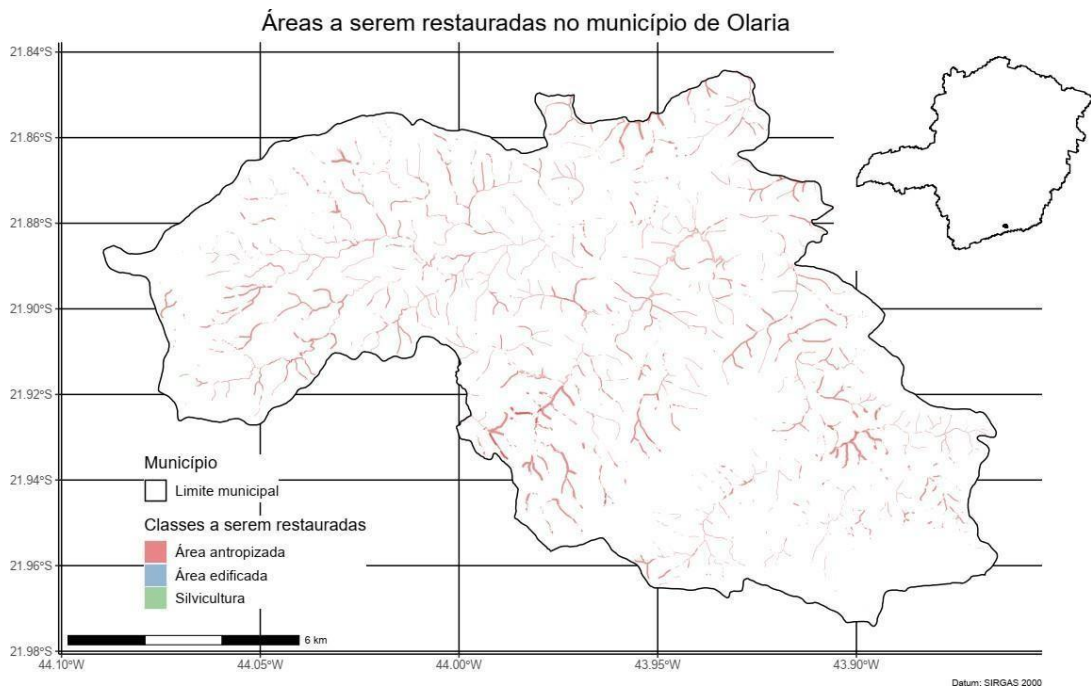 Áreas a serem restauradas no município de Olaria
21.84°S
21.86°S
21.88°S
21.90°S
21.92°S
21.94°S
21.96°S
21.98°S
Município
Limite municipal
Classes a serem restauradas
Área antropizada
Área edificada
Silvicultura
6 km
44.10°W
44.05°W
44.00°W
43.95°W
43.90°W
Datum: SIRGAS 2000